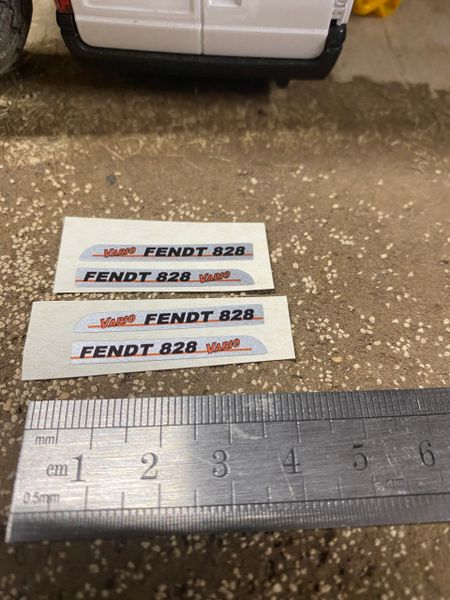 VARIO FENDT 828
FENDT 828 VARIO
VARIO FENDT 828
FENDT 828 VARIO
mm
cm 1 2 3 4 5 6
0.5mm